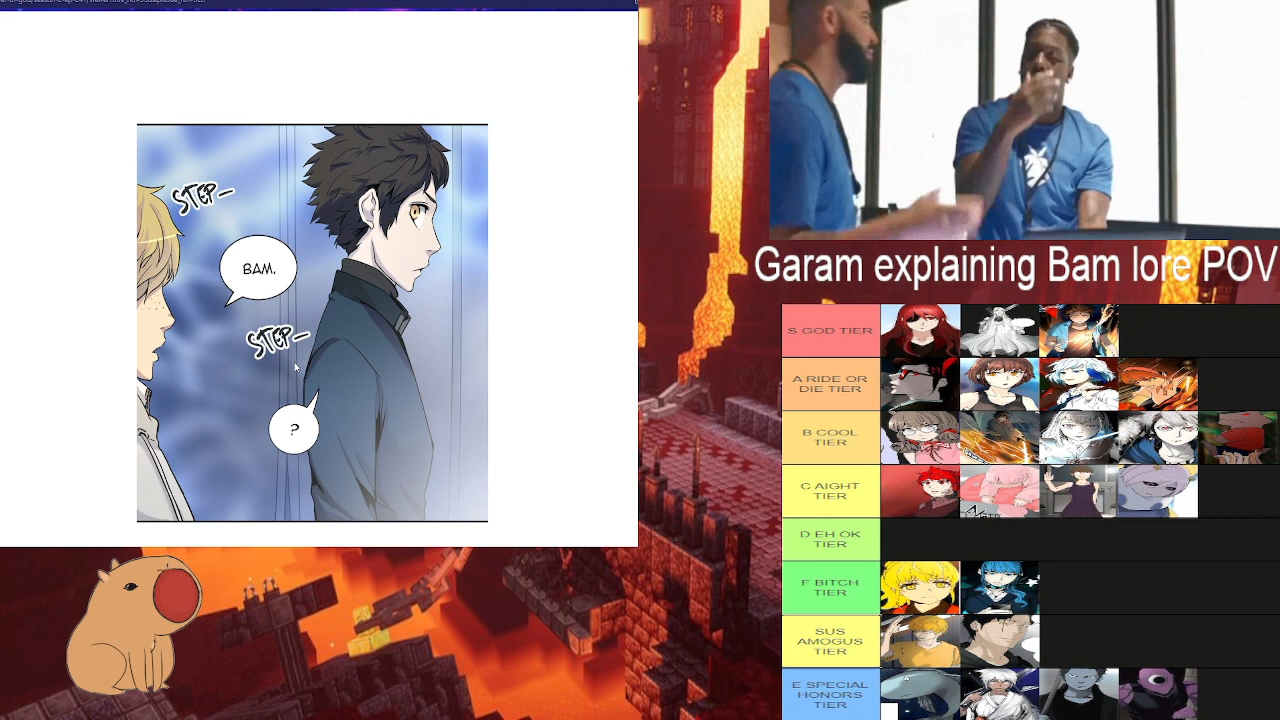 STEP-
BAM.
STEP-
?
Garam explaining Bam lore POV
S GOD TIER
A RIDE OR
DIE TIER
B COOL
TIER
C AIGHT
TIER
D EH OK
TIER
F BITCH
TIER
SUS
AMOGUS
TIER
E SPECIAL
HONORS
TIER